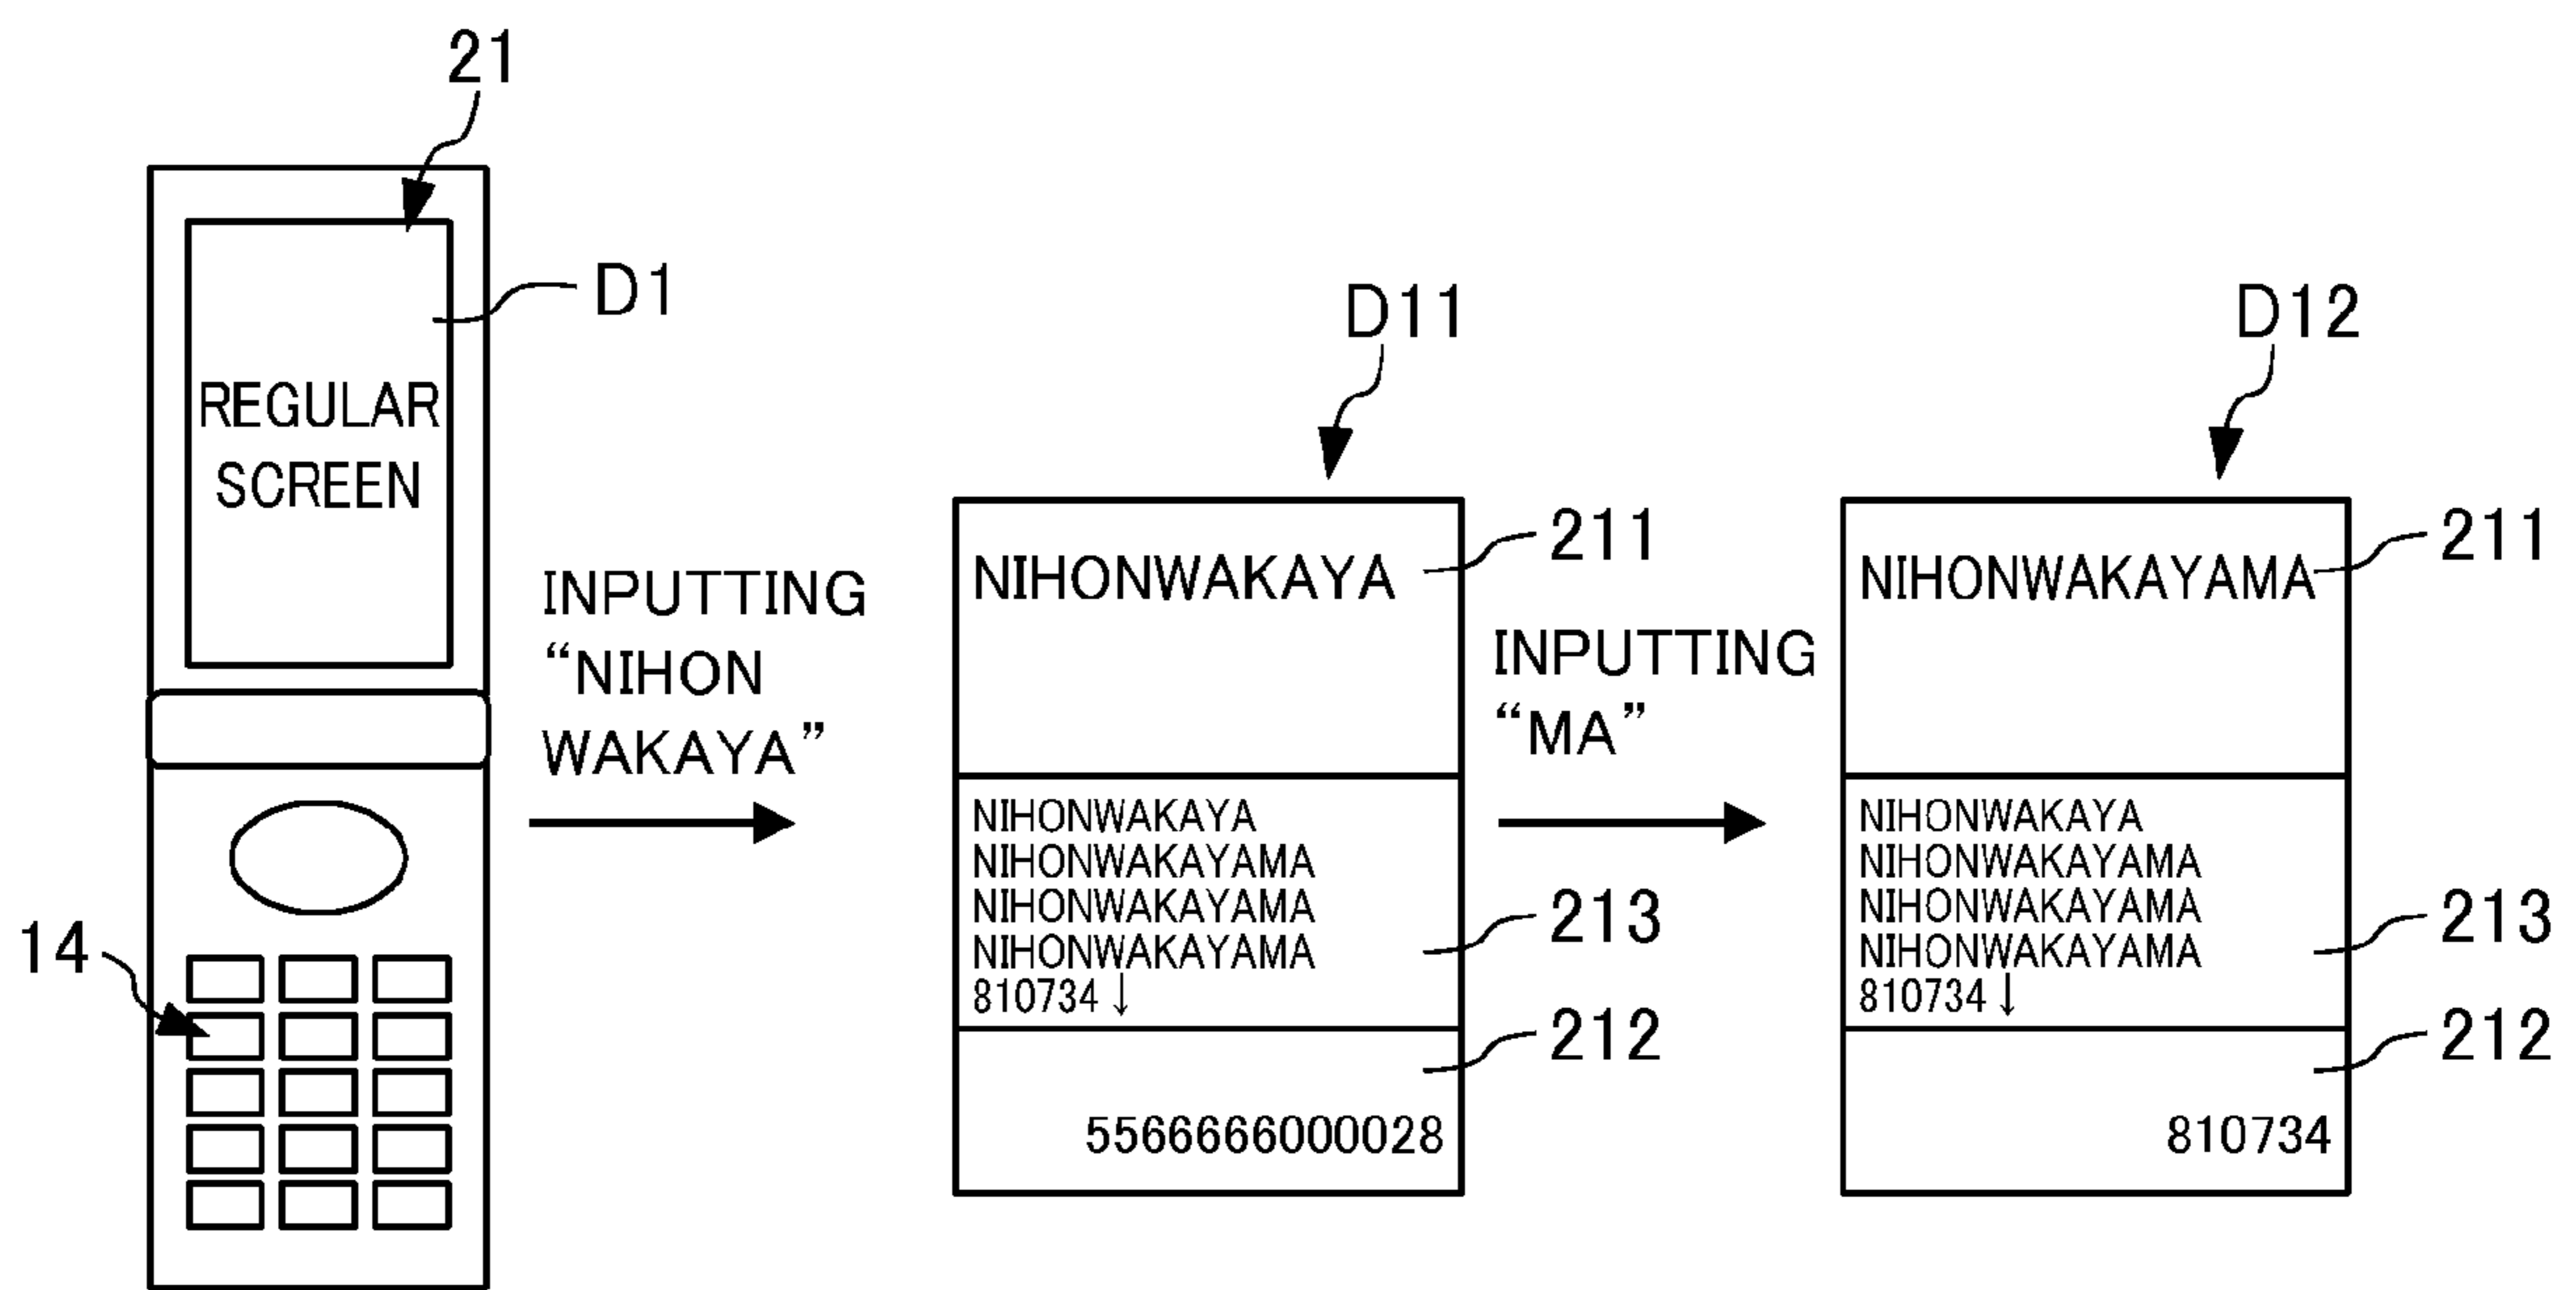 21
D1
REGULAR
SCREEN
14
INPUTTING
“NIHON
WAKAYA”
D11
NIHONWAKAYA
211
NIHONWAKAYA
NIHONWAKAYAMA
NIHONWAKAYAMA
NIHONWAKAYAMA
810734↓
213
212
5566666000028
INPUTTING
“MA”
D12
NIHONWAKAYAMA
211
NIHONWAKAYA
NIHONWAKAYAMA
NIHONWAKAYAMA
NIHONWAKAYAMA
810734↓
213
212
810734